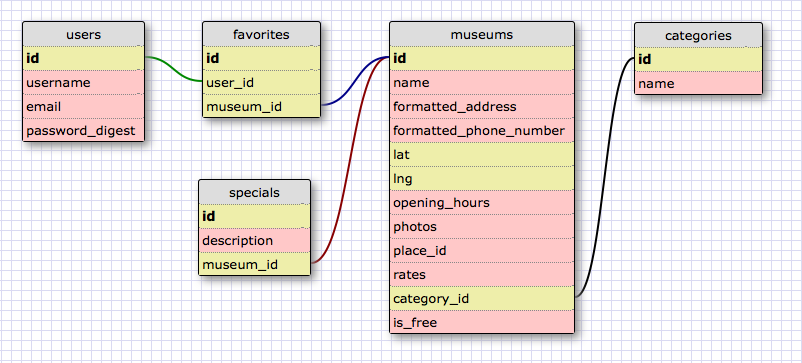 users
id
username
email
password_digest
favorites
id
user_id
museum_id
specials
id
description
museum_id
museums
id
name
formatted_address
formatted_phone_number
lat
lng
opening_hours
photos
place_id
rates
category_id
is_free
categories
id
name